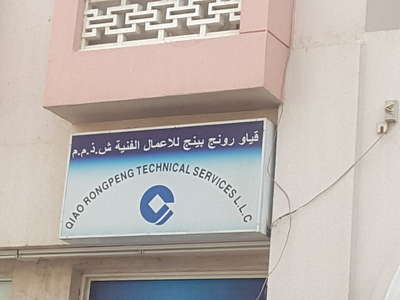 قياو رونج بينج للاعمال الفنية ش.ذ.م.م
QIAO RONGPENG TECHNICAL SERVICES L.L.C